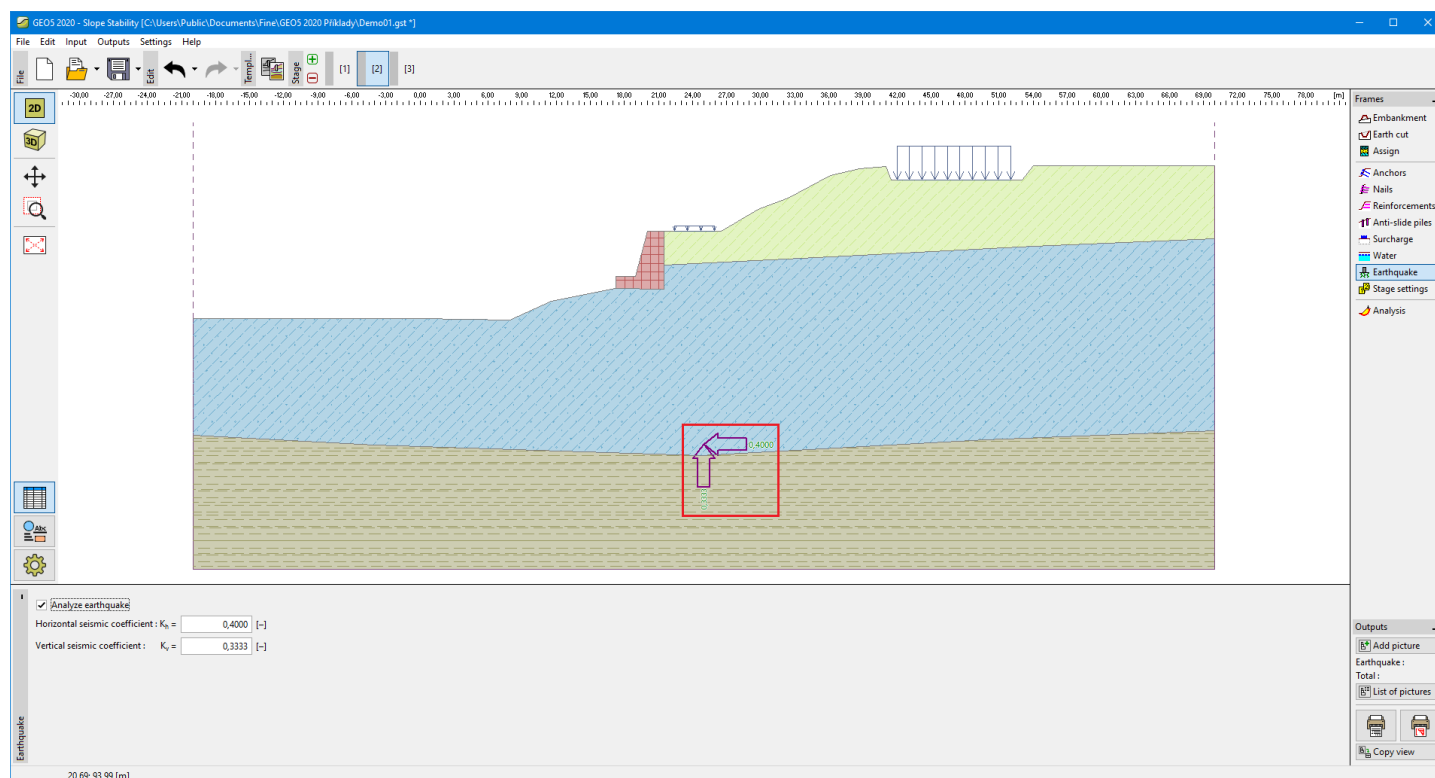 GEO5 2020 - Slope Stability [C:\Users\Public\Documents\Fine\GEO5 2020 Příklady\Demo01.gst *]
File Edit Input Outputs Settings Help
File Edit Templ... Stage [1] [2] [3]
-30,00 -27,00 -24,00 -21,00 -18,00 -15,00 -12,00 -9,00 -6,00 -3,00 0,00 3,00 6,00 9,00 12,00 15,00 18,00 21,00 24,00 27,00 30,00 33,00 36,00 39,00 42,00 45,00 48,00 51,00 54,00 57,00 60,00 63,00 66,00 69,00 72,00 75,00 78,00 [m]
2D
3D
Abc
0,4000
0,3333
Frames
Embankment
Earth cut
Assign
Anchors
Nails
Reinforcements
Anti-slide piles
Surcharge
Water
Earthquake
Stage settings
Analysis
Analyze earthquake
Horizontal seismic coefficient : Kh = 0,4000 [–]
Vertical seismic coefficient : Kv = 0,3333 [–]
Earthquake
Outputs
Add picture
Earthquake :
Total :
List of pictures
Copy view
20,69; 93,99 [m]